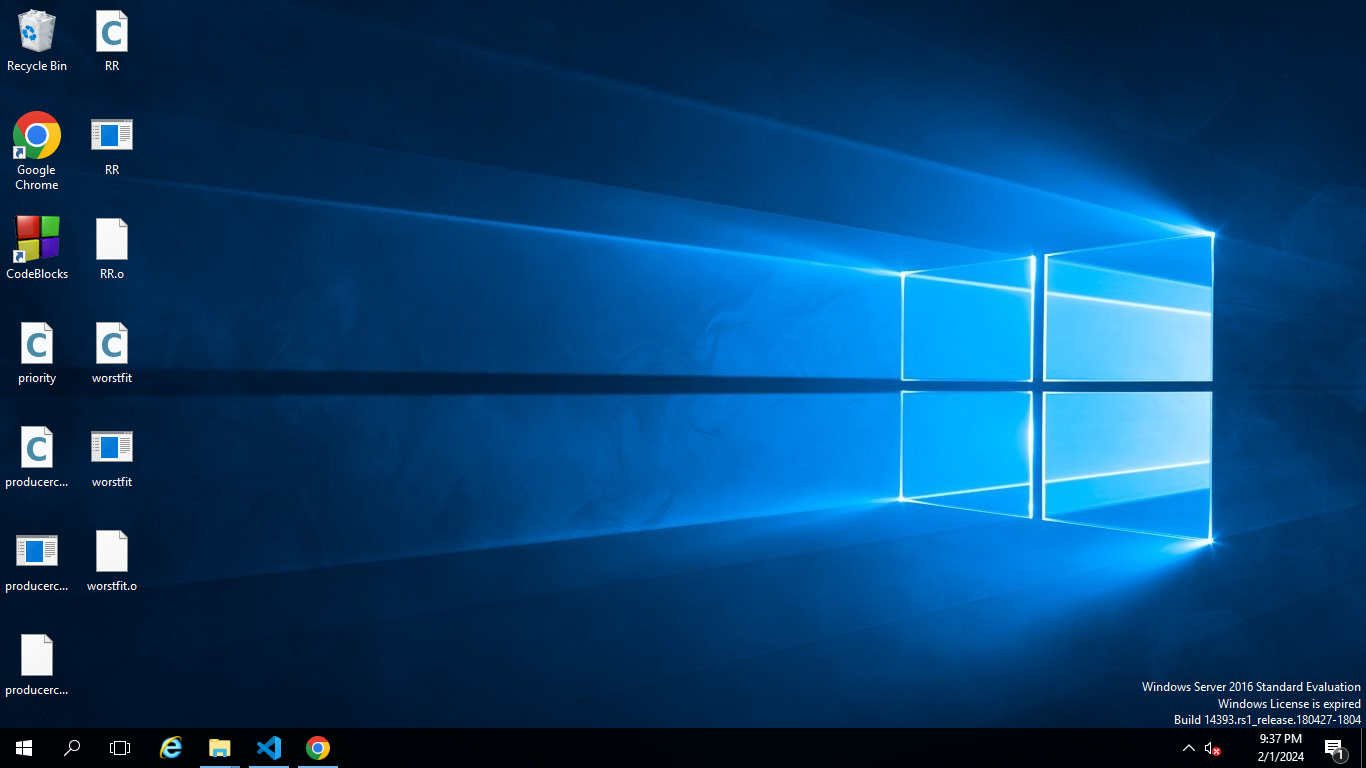 Recycle Bin
RR
Google
Chrome
RR
CodeBlocks
RR.o
priority
worstfit
producerc...
worstfit
producerc...
worstfit.o
producerc...
Windows Server 2016 Standard Evaluation
Windows License is expired
Build 14393.rs1_release.180427-1804
9:37 PM
2/1/2024
1